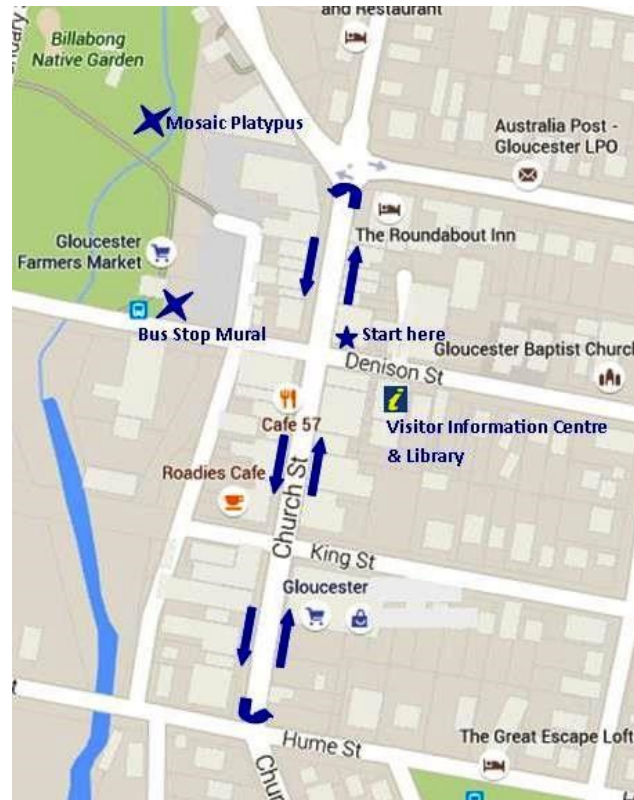 and Restaurant
Billabong
Native Garden
Mosaic Platypus
Australia Post -
Gloucester LPO
The Roundabout Inn
Gloucester
Farmers Market
Bus Stop Mural
Start here
Denison St
Gloucester Baptist Church
Cafe 57
i
Visitor Information Centre
& Library
Roadies Cafe
Church St
King St
Gloucester
Hume St
The Great Escape Loft